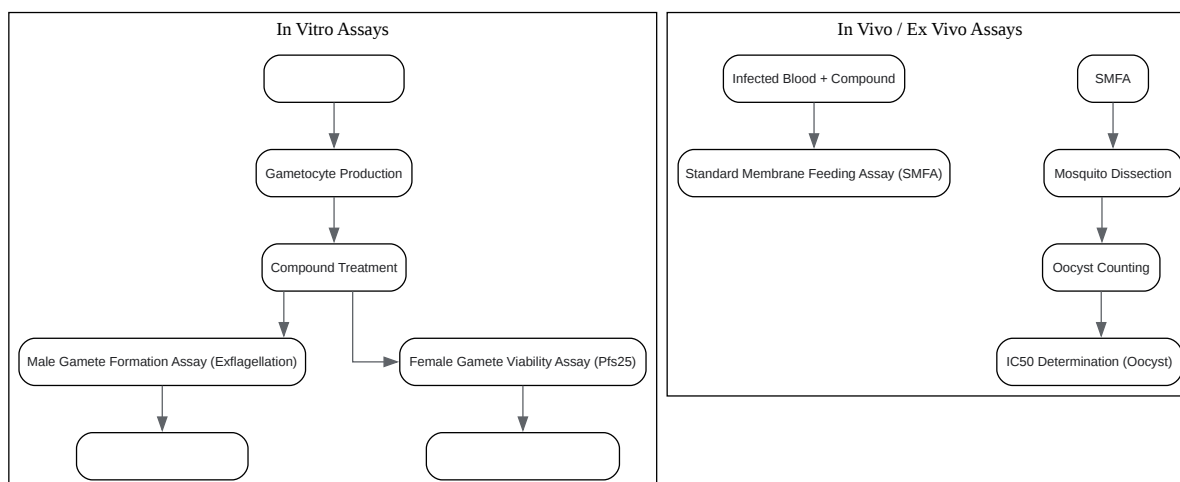 In Vitro Assays
Gametocyte Production
Compound Treatment
Male Gamete Formation Assay (Exflagellation)
Female Gamete Viability Assay (Pfs25)
In Vivo / Ex Vivo Assays
Infected Blood + Compound
Standard Membrane Feeding Assay (SMFA)
SMFA
Mosquito Dissection
Oocyst Counting
IC50 Determination (Oocyst)